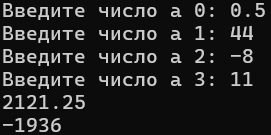 Введите число a 0: 0.5
Введите число a 1: 44
Введите число a 2: -8
Введите число a 3: 11
2121.25
-1936